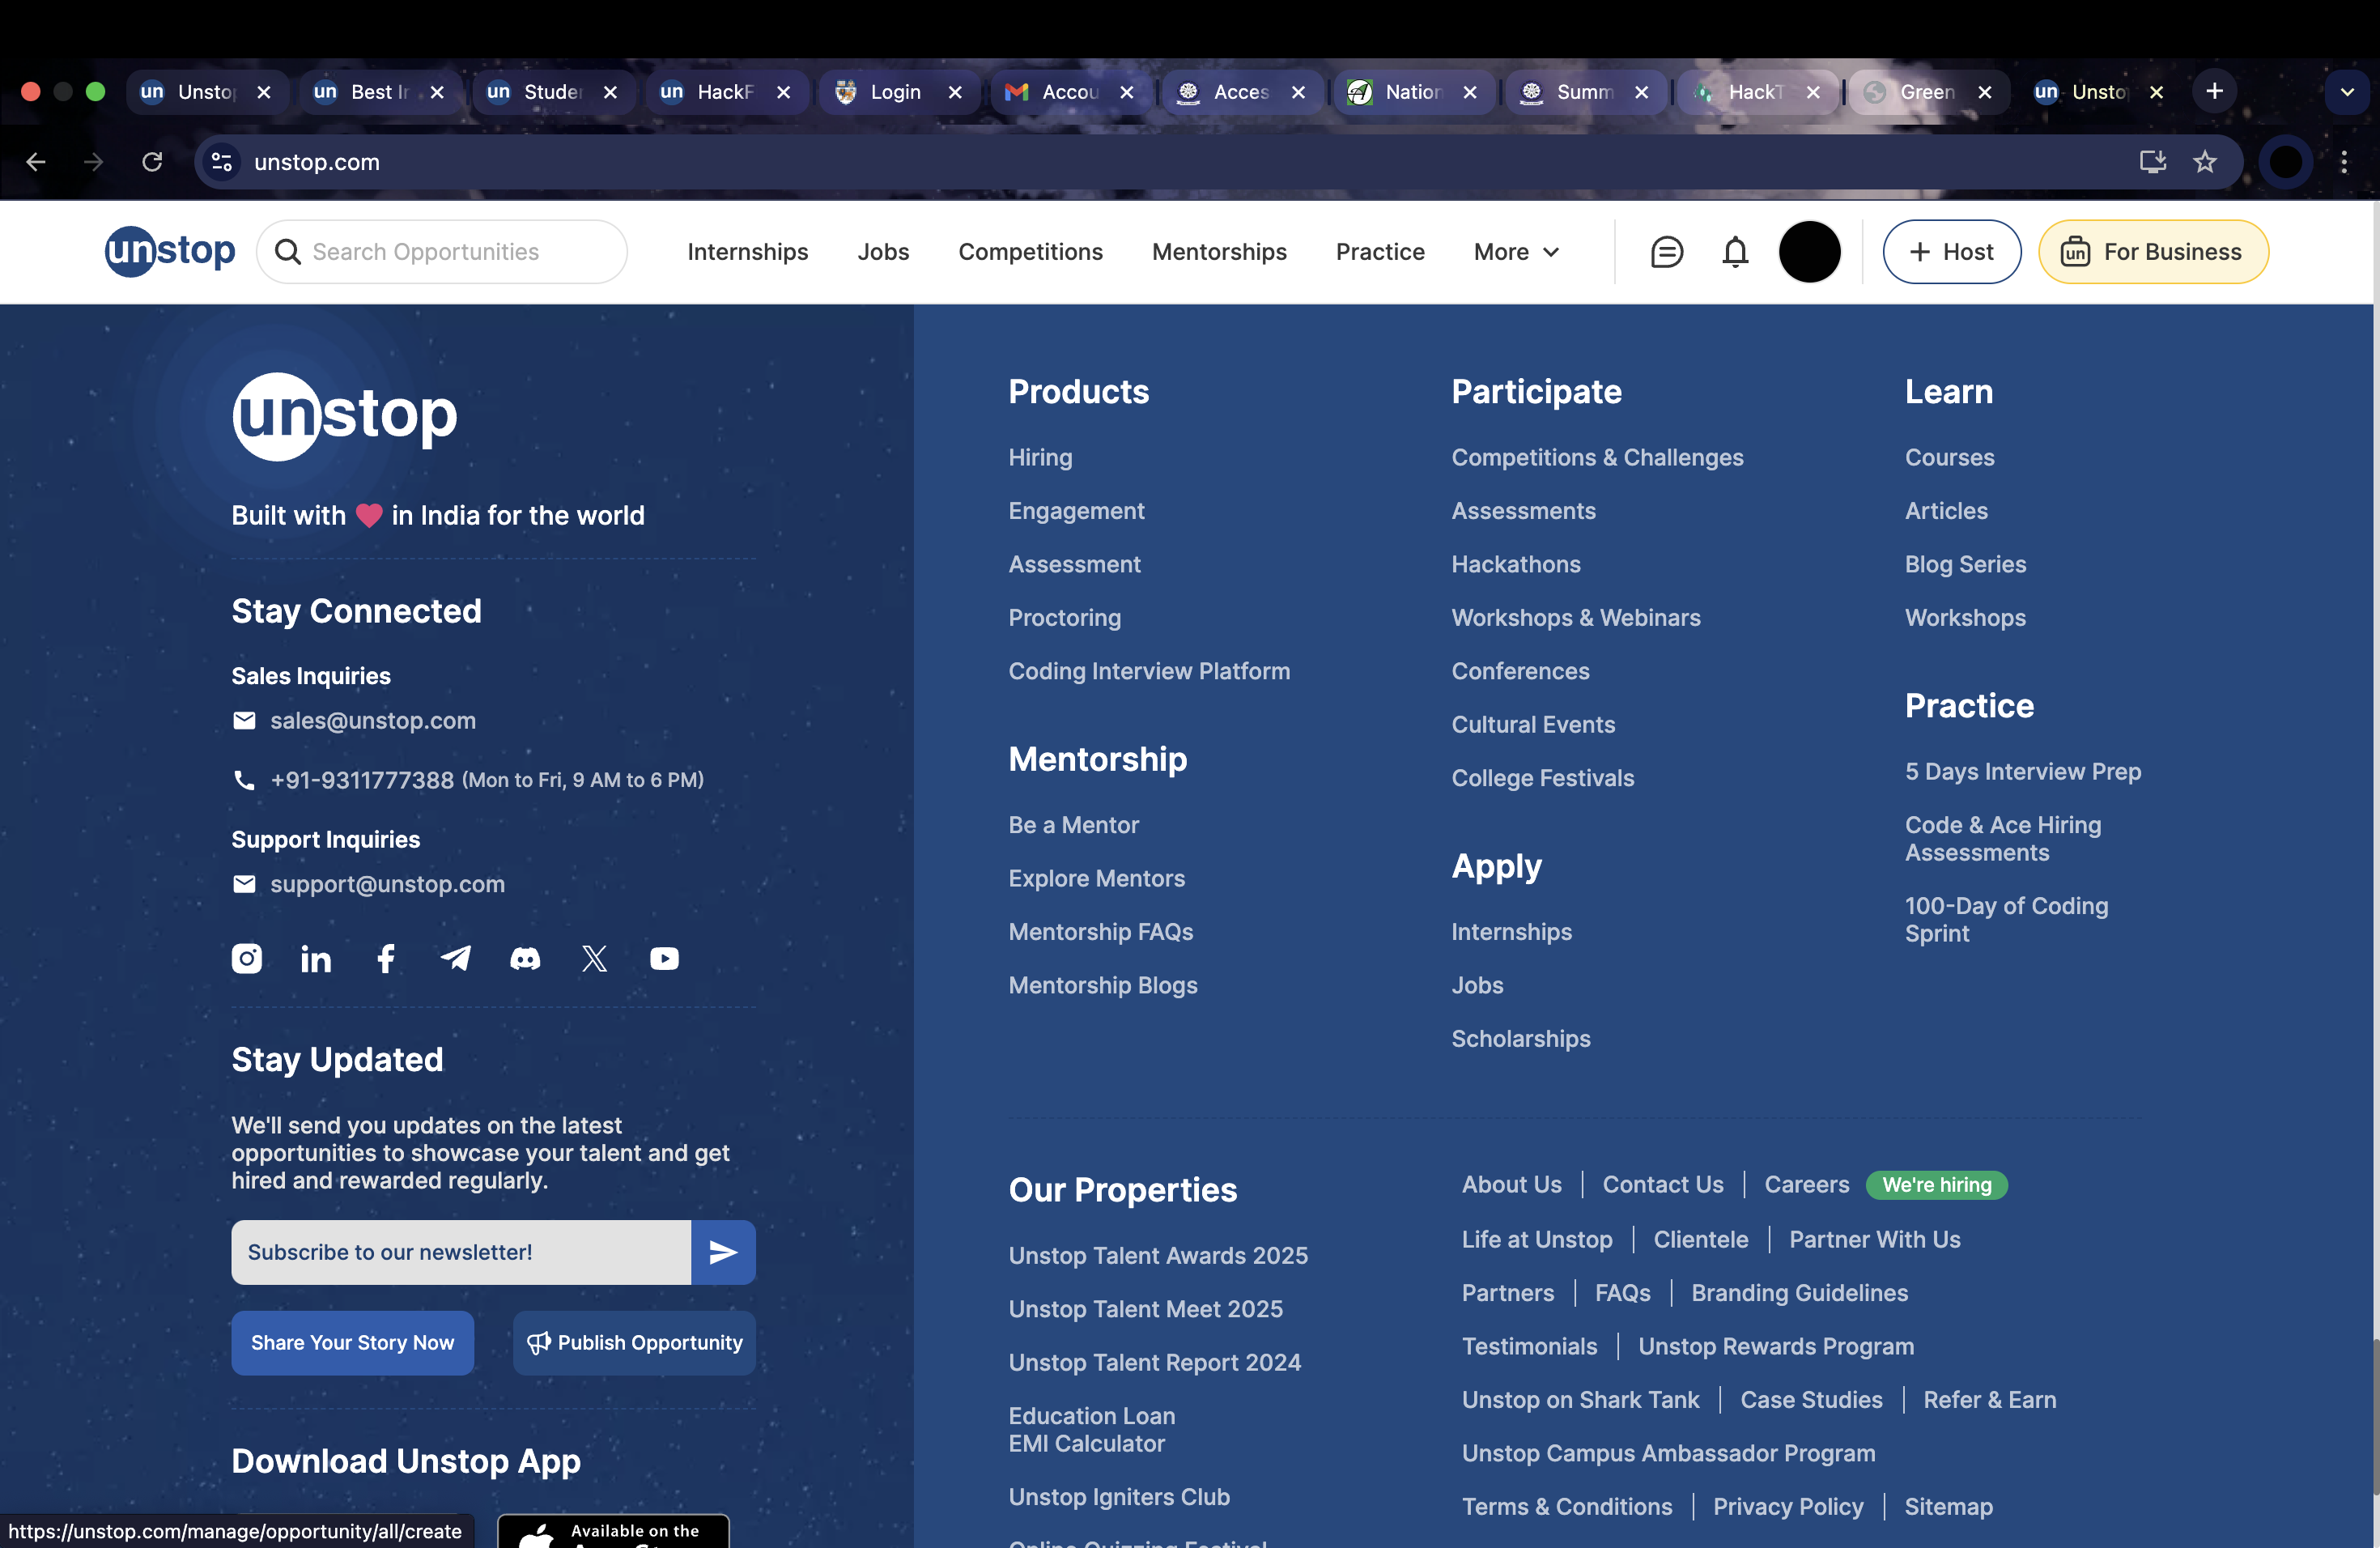 un Unstop
un Best In
un Studen
un HackF
Login
Accou
Acces
Nation
Summ
HackT
Green
un Unstop
unstop.com
unstop
Search Opportunities
Internships
Jobs
Competitions
Mentorships
Practice
More
+ Host
un For Business
unstop
Built with ❤ in India for the world
Stay Connected
Sales Inquiries
sales@unstop.com
+91-9311777388 (Mon to Fri, 9 AM to 6 PM)
Support Inquiries
support@unstop.com
Stay Updated
We'll send you updates on the latest
opportunities to showcase your talent and get
hired and rewarded regularly.
Subscribe to our newsletter!
Share Your Story Now
Publish Opportunity
Download Unstop App
Available on the
https://unstop.com/manage/opportunity/all/create
Products
Hiring
Engagement
Assessment
Proctoring
Coding Interview Platform
Mentorship
Be a Mentor
Explore Mentors
Mentorship FAQs
Mentorship Blogs
Participate
Competitions & Challenges
Assessments
Hackathons
Workshops & Webinars
Conferences
Cultural Events
College Festivals
Apply
Internships
Jobs
Scholarships
Learn
Courses
Articles
Blog Series
Workshops
Practice
5 Days Interview Prep
Code & Ace Hiring
Assessments
100-Day of Coding
Sprint
Our Properties
Unstop Talent Awards 2025
Unstop Talent Meet 2025
Unstop Talent Report 2024
Education Loan
EMI Calculator
Unstop Igniters Club
About Us | Contact Us | Careers We're hiring
Life at Unstop | Clientele | Partner With Us
Partners | FAQs | Branding Guidelines
Testimonials | Unstop Rewards Program
Unstop on Shark Tank | Case Studies | Refer & Earn
Unstop Campus Ambassador Program
Terms & Conditions | Privacy Policy | Sitemap